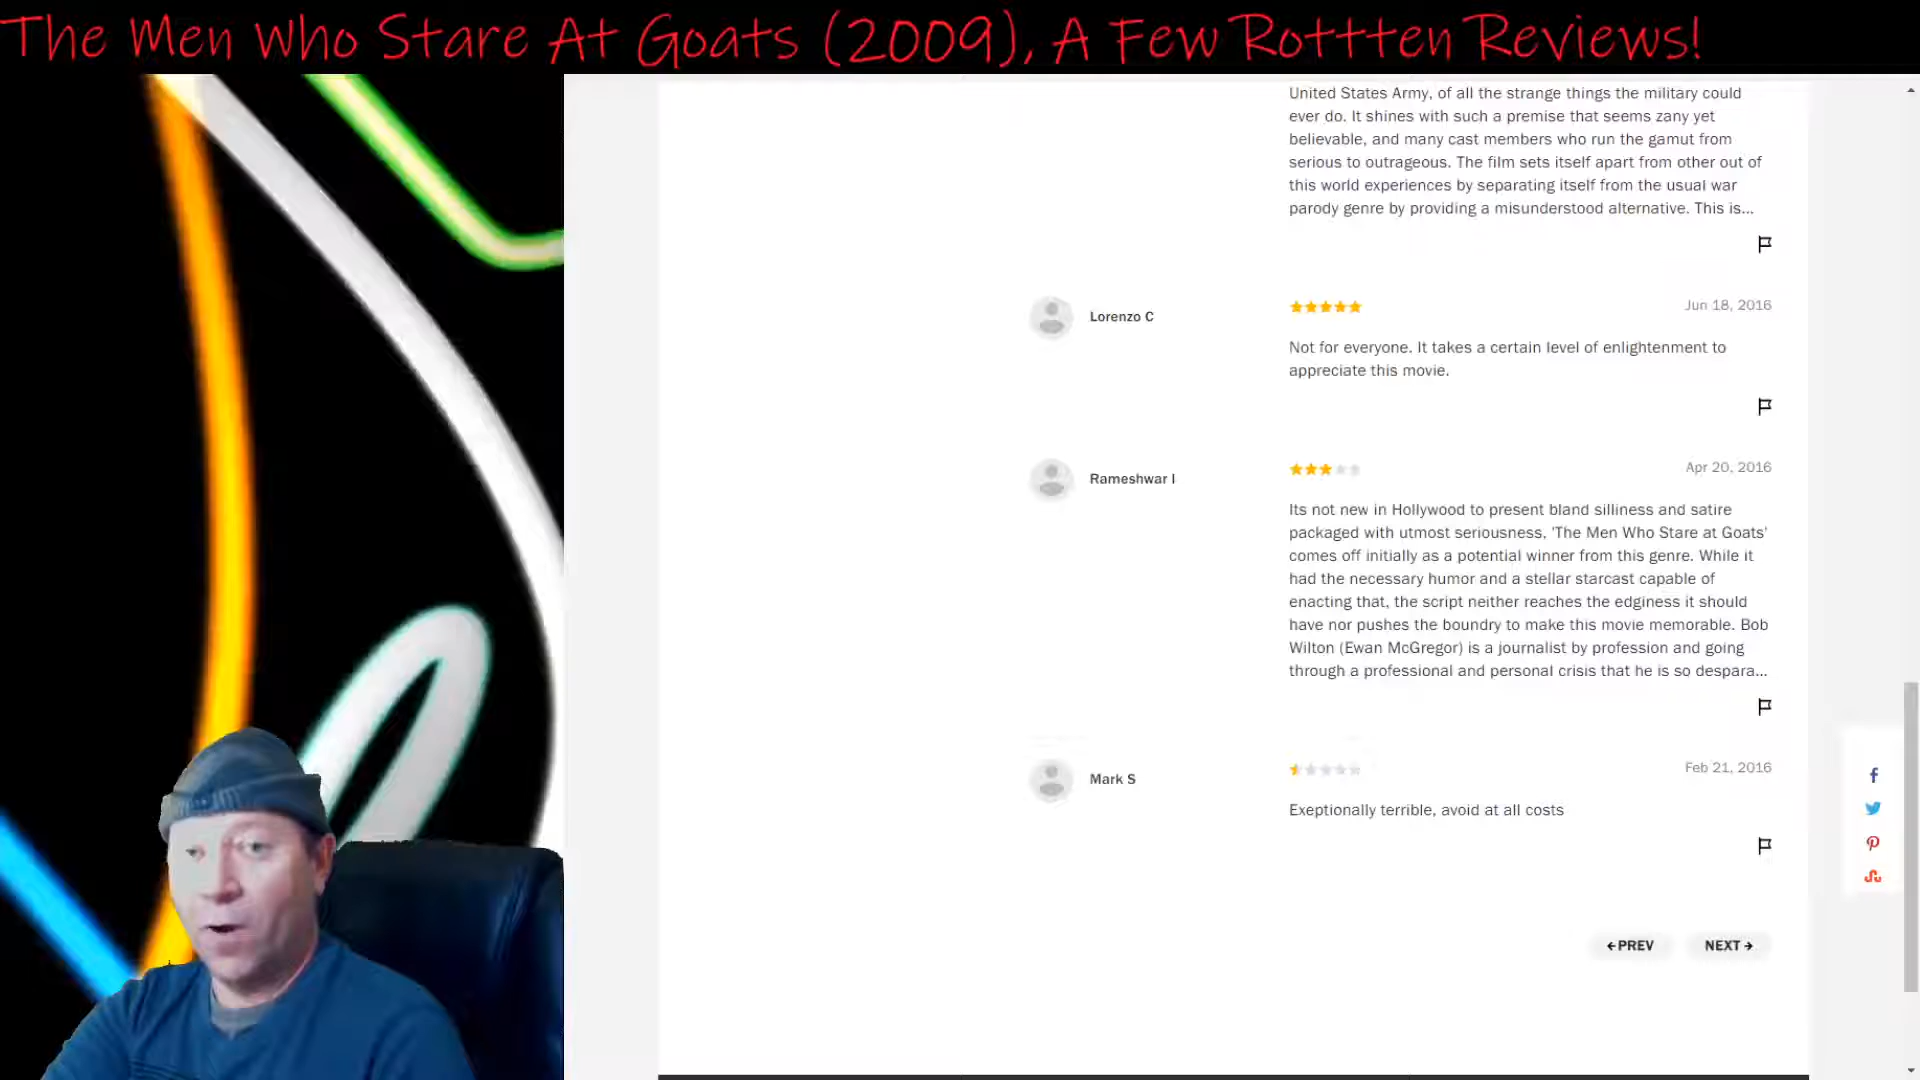 The Men Who Stare At Goats (2009), A Few Rottten Reviews!
United States Army, of all the strange things the military could
ever do. It shines with such a premise that seems zany yet
believable, and many cast members who run the gamut from
serious to outrageous. The film sets itself apart from other out of
this world experiences by separating itself from the usual war
parody genre by providing a misunderstood alternative. This is...
Lorenzo C
Jun 18, 2016
Not for everyone. It takes a certain level of enlightenment to
appreciate this movie.
Rameshwar I
Apr 20, 2016
Its not new in Hollywood to present bland silliness and satire
packaged with utmost seriousness, 'The Men Who Stare at Goats'
comes off initially as a potential winner from this genre. While it
had the necessary humor and a stellar starcast capable of
enacting that, the script neither reaches the edginess it should
have nor pushes the boundry to make this movie memorable. Bob
Wilton (Ewan McGregor) is a journalist by profession and going
through a professional and personal crisis that he is so despara...
Mark S
Feb 21, 2016
Exeptionally terrible, avoid at all costs
PREV
NEXT